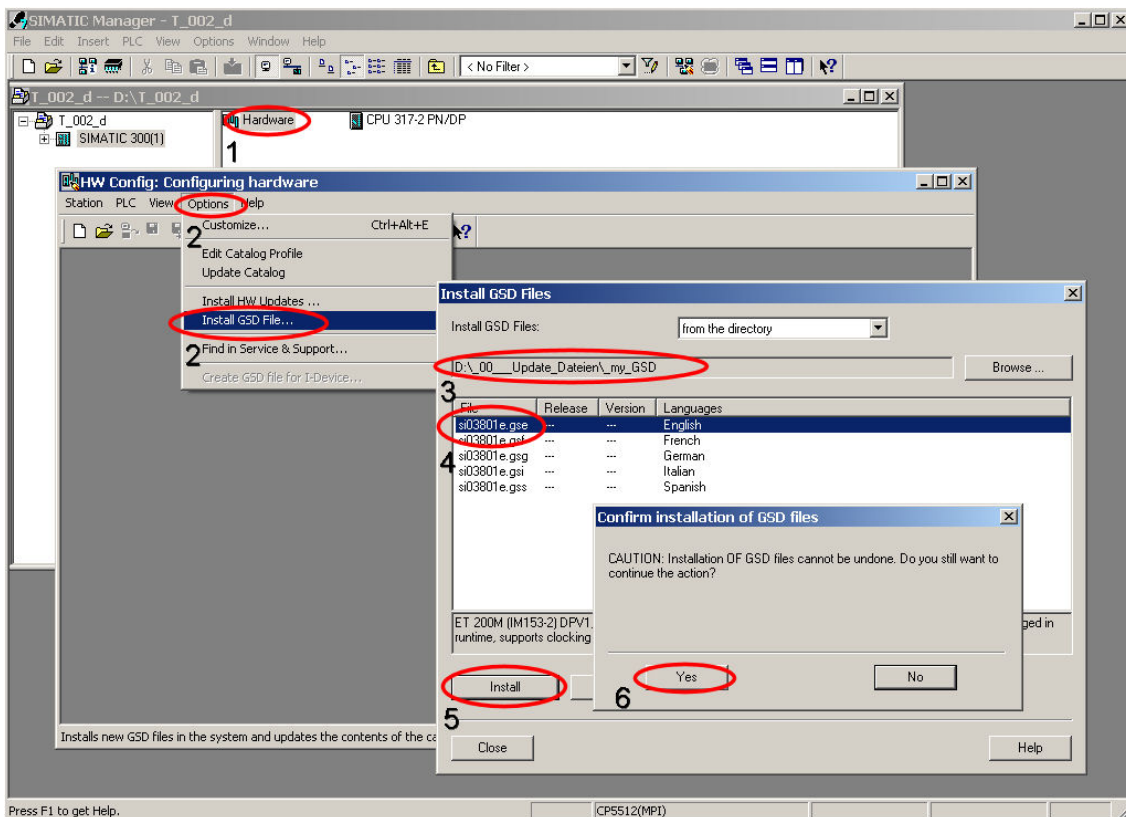 SIMATIC Manager - T_002_d
File Edit Insert PLC View Options Window Help
< No Filter >
T_002_d -- D:\T_002_d
T_002_d
SIMATIC 300(1)
Hardware
CPU 317-2 PN/DP
1
HW Config: Configuring hardware
Station PLC View Options Help
2
Customize... Ctrl+Alt+E
Edit Catalog Profile
Update Catalog
Install HW Updates ...
Install GSD File...
2
Find in Service & Support...
Create GSD file for I-Device...
Install GSD Files
Install GSD Files: from the directory
D:\_00___Update_Dateien\_my_GSD Browse ...
3
File Release Version Languages
si03801e.gse --- --- English
si03801e.gsf --- --- French
4
si03801e.gsg --- --- German
si03801e.gsi --- --- Italian
si03801e.gss --- --- Spanish
Confirm installation of GSD files
CAUTION: Installation OF GSD files cannot be undone. Do you still want to
continue the action?
Yes No
6
ET 200M (IM153-2) DPV1, ged in
runtime, supports clocking
Install
5
Close Help
Installs new GSD files in the system and updates the contents of the ca
Press F1 to get Help. CP5512(MPI)